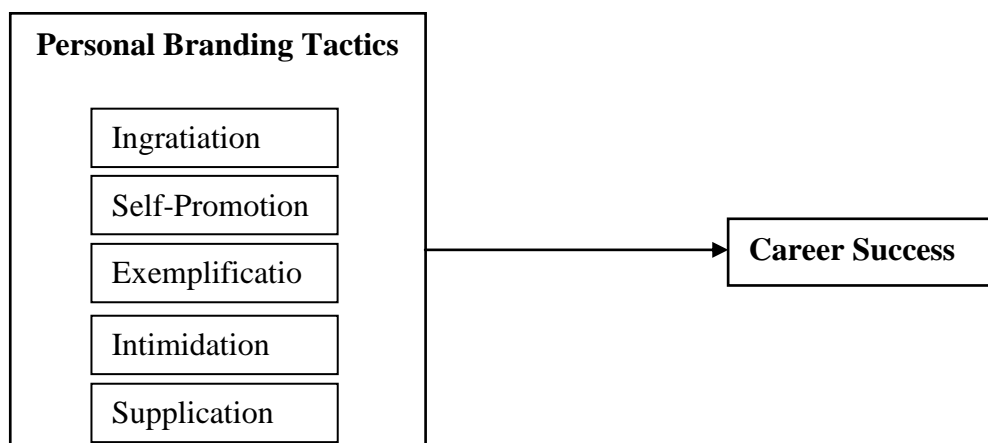 Personal Branding Tactics
Ingratiation
Self-Promotion
Exemplificatio
Intimidation
Supplication
Career Success